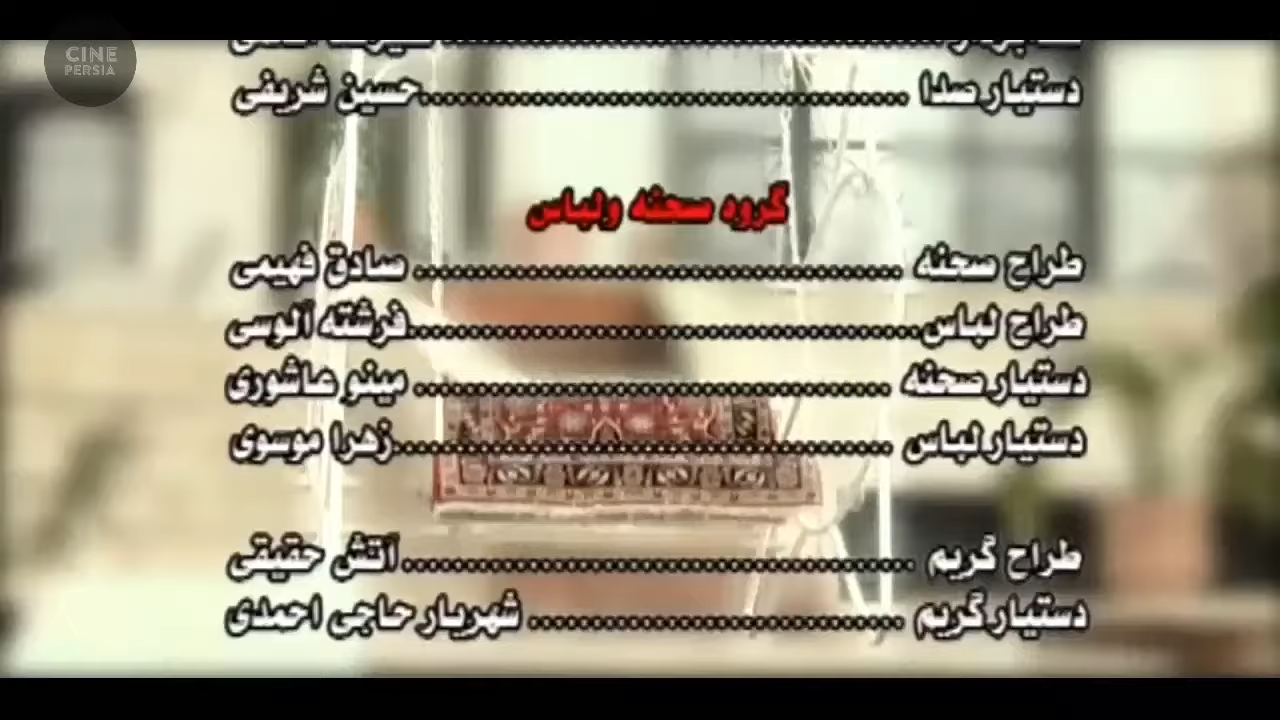 CINE
PERSIA
دستیار صدا ........................................ حسین شریفی
گروه سحنه ولباس
طراح صحنه ........................................ صادق فهیمی
طراح لباس ........................................ فرشته آلوسی
دستیار صحنه ........................................ مینو عاشوری
دستیار لباس ........................................ زهرا موسوی
طراح گریم ........................................ آتش حقیقی
دستیار گریم ........................................ شهریار حاجی احمدی